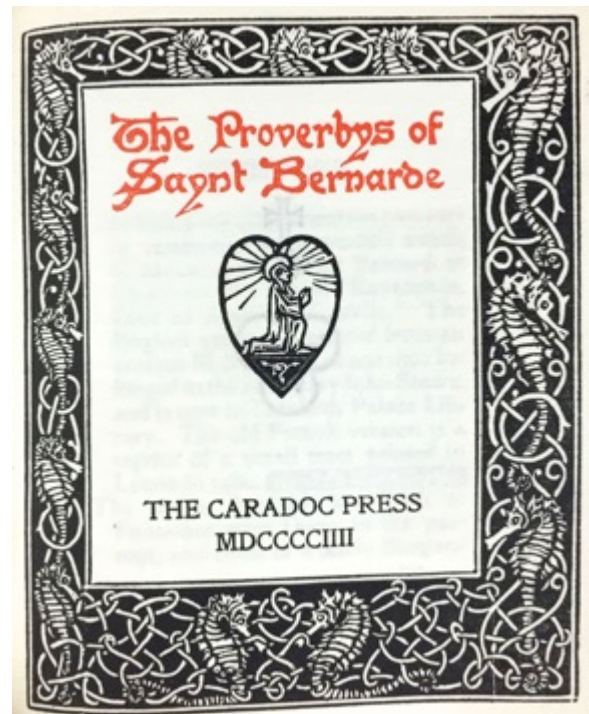 The Proverbys of
Saynt Bernarde
THE CARADOC PRESS
MDCCCCIIII